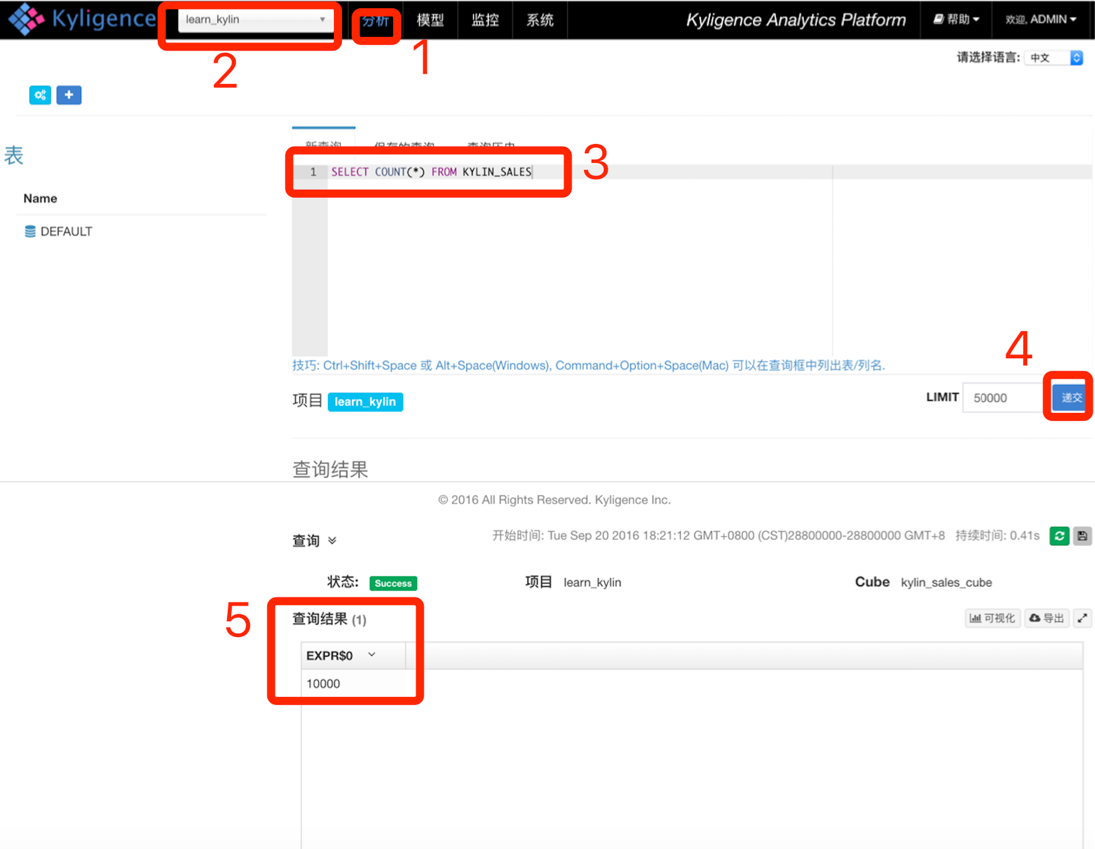 Kyligence learn_kylin 分析 模型 监控 系统 Kyligence Analytics Platform 帮助 欢迎, ADMIN
2 1
请选择语言: 中文
表
新查询 保存的查询 查询历史
1 SELECT COUNT(*) FROM KYLIN_SALES
3
Name
DEFAULT
技巧: Ctrl+Shift+Space 或 Alt+Space(Windows), Command+Option+Space(Mac) 可以在查询框中列出表/列名.
4
项目 learn_kylin LIMIT 50000 递交
查询结果
© 2016 All Rights Reserved. Kyligence Inc.
查询 开始时间: Tue Sep 20 2016 18:21:12 GMT+0800 (CST)28800000-28800000 GMT+8 持续时间: 0.41s
状态: Success 项目 learn_kylin Cube kylin_sales_cube
5
查询结果 (1) 可视化 导出
EXPR$0
10000